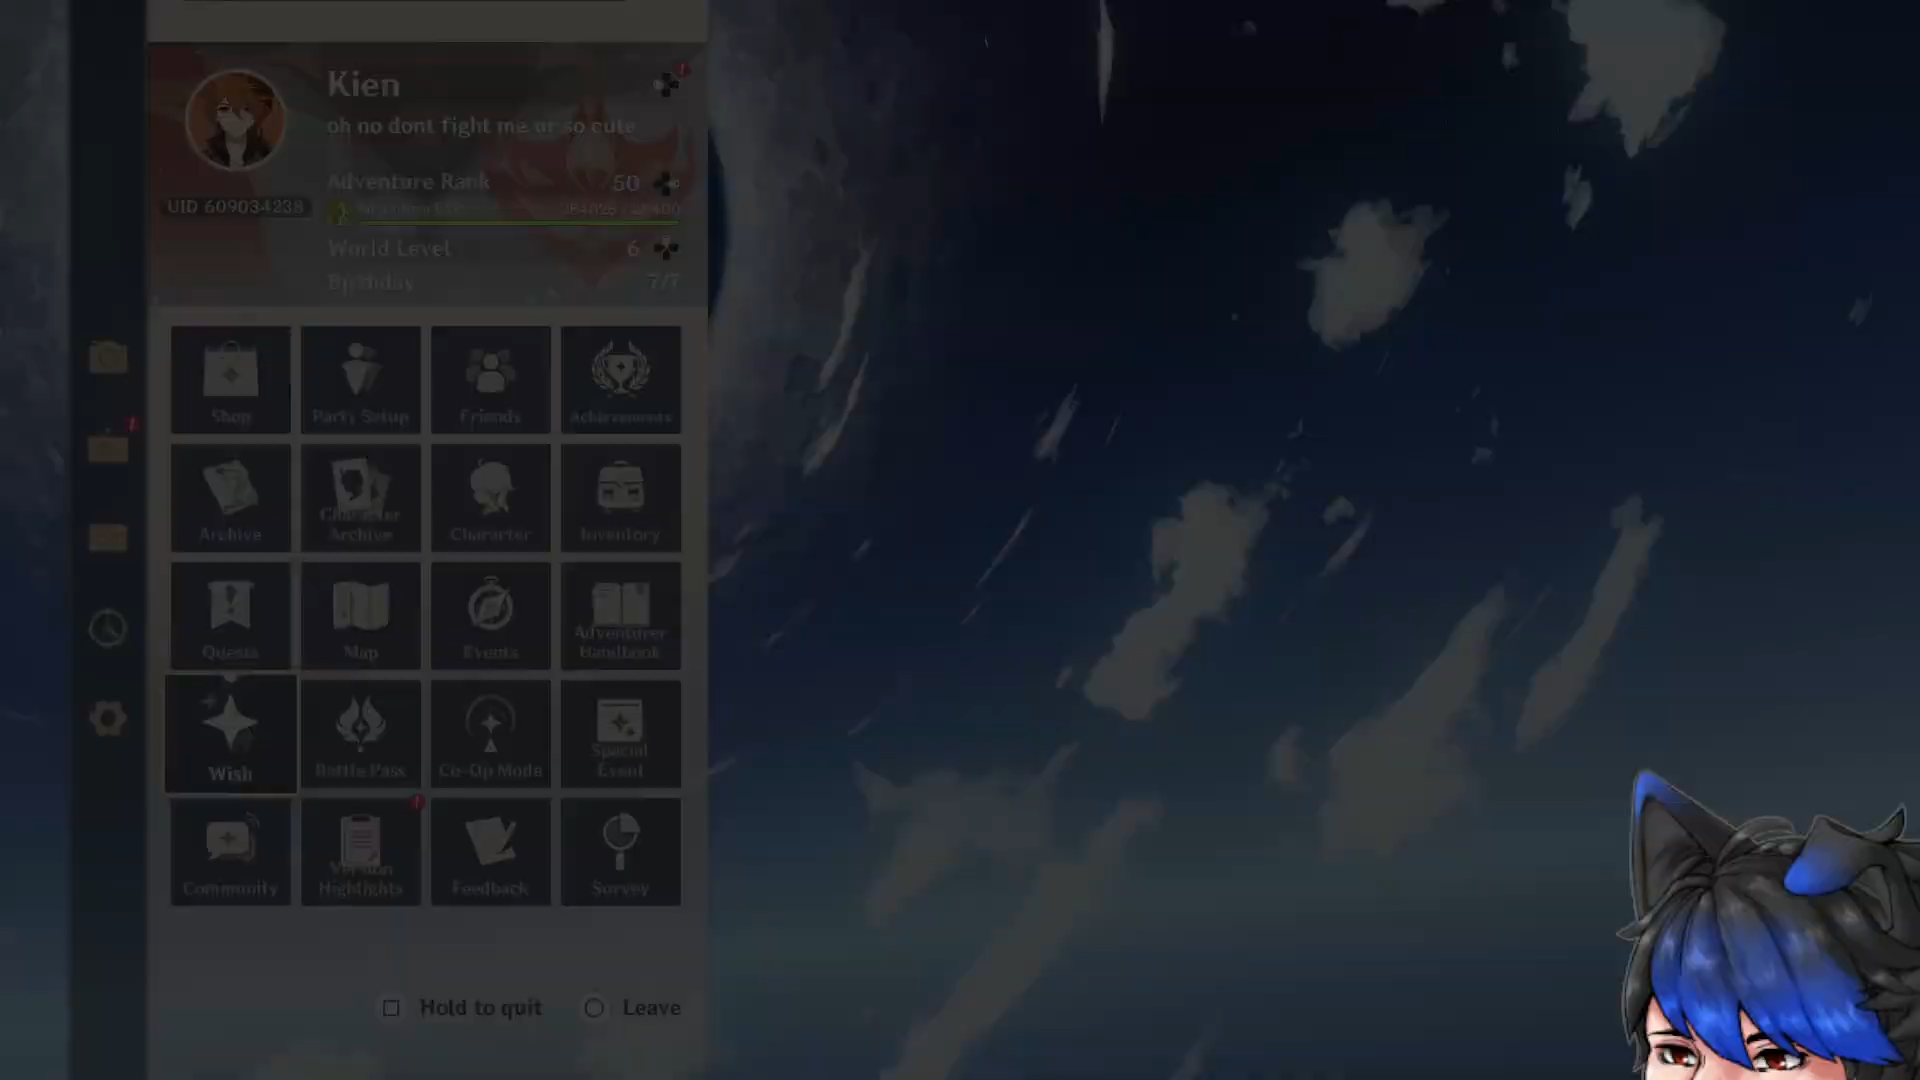 Kien
oh no dont fight me ur so cute
Adventure Rank 50
UID 609034238
World Level 6
Birthday 7/7
Shop
Party Setup
Friends
Achievements
Archive
Character
Archive
Character
Inventory
Quests
Map
Events
Adventurer
Handbook
Wish
Battle Pass
Co-Op Mode
Special
Event
Community
Version
Highlights
Feedback
Survey
Hold to quit
Leave